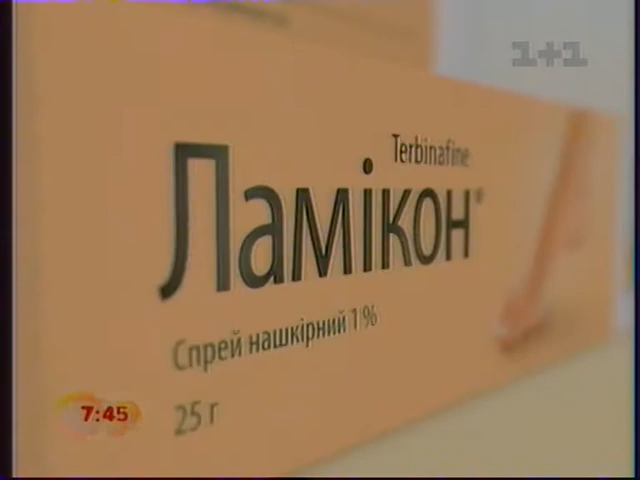 1+1
Terbinafine
Ламікон®
Спрей нашкірний 1%
25 г
7:45